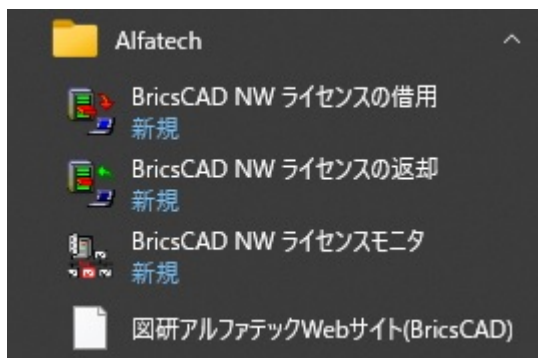 Alfatech
BricsCAD NW ライセンスの借用
新規
BricsCAD NW ライセンスの返却
新規
BricsCAD NW ライセンスモニタ
新規
図研アルファテックWebサイト(BricsCAD)